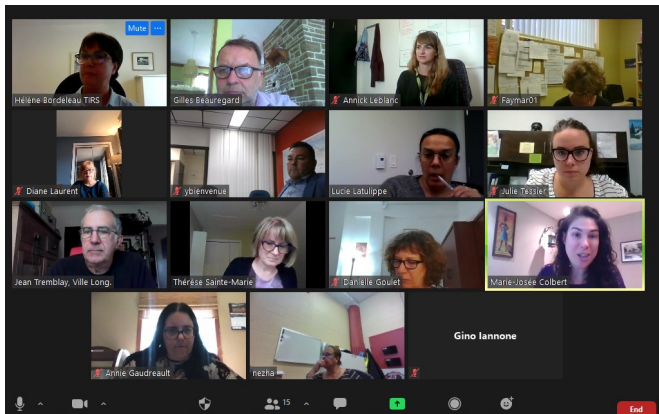 Mute ...
Hélène Bordeleau TIRS
Gilles Beauregard
Annick Leblanc
Faymar01
Diane Laurent
ybienvenue
Lucie Latulippe
Julie Tessier
Jean Tremblay, Ville Long.
Thérèse Sainte-Marie
Danielle Goulet
Marie-Josée Colbert
Annie Gaudreault
nezha
Gino Iannone
15
End